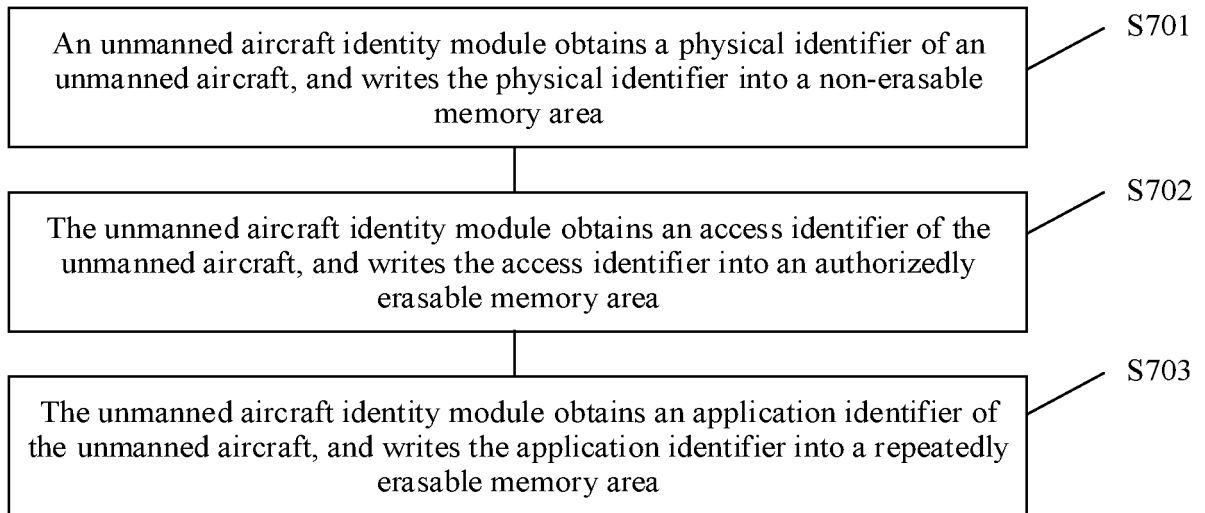 An unmanned aircraft identity module obtains a physical identifier of an
unmanned aircraft, and writes the physical identifier into a non-erasable
memory area
S701
The unmanned aircraft identity module obtains an access identifier of the
unmanned aircraft, and writes the access identifier into an authorizedly
erasable memory area
S702
The unmanned aircraft identity module obtains an application identifier of
the unmanned aircraft, and writes the application identifier into a repeatedly
erasable memory area
S703